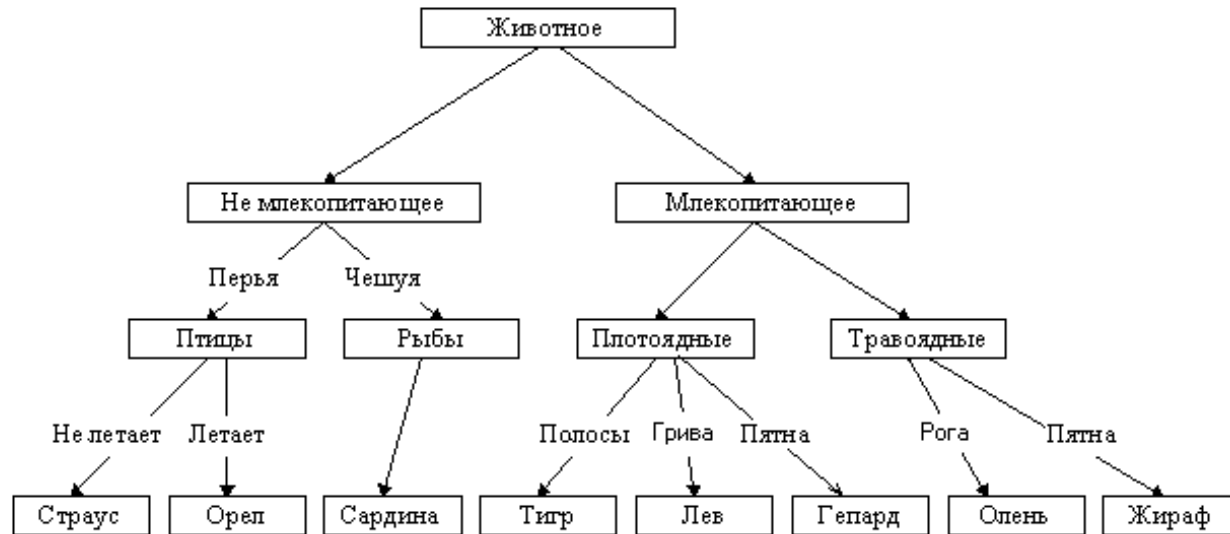 Животное
Не млекопитающее
Млекопитающее
Перья
Чешуя
Птицы
Рыбы
Плотоядные
Травоядные
Не летает
Летает
Полосы
Грива
Пятна
Рога
Пятна
Страус
Орел
Сардина
Тигр
Лев
Гепард
Олень
Жираф